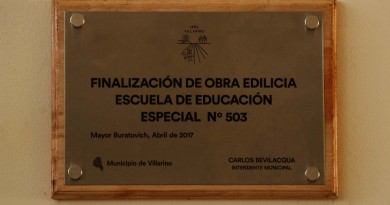 VILLARINO
FINALIZACIÓN DE OBRA EDILICIA
ESCUELA DE EDUCACIÓN
ESPECIAL Nº 503
Mayor Buratovich, Abril de 2017
Municipio de Villarino
CARLOS BEVILACQUA
INTENDENTE MUNICIPAL